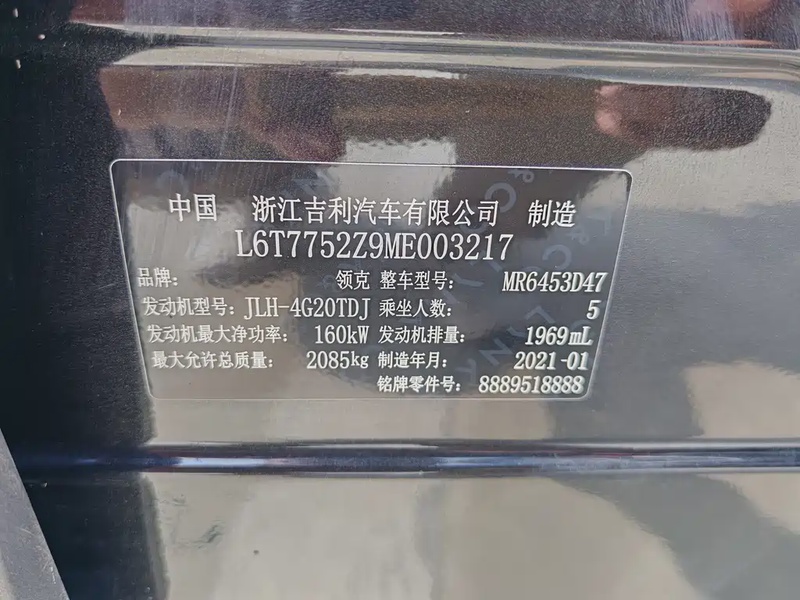 中国 浙江吉利汽车有限公司 制造
L6T7752Z9ME003217
品牌： 领克 整车型号： MR6453D47
发动机型号： JLH-4G20TDJ 乘坐人数： 5
发动机最大净功率： 160kW 发动机排量： 1969mL
最大允许总质量： 2085kg 制造年月： 2021-01
铭牌零件号： 8889518888